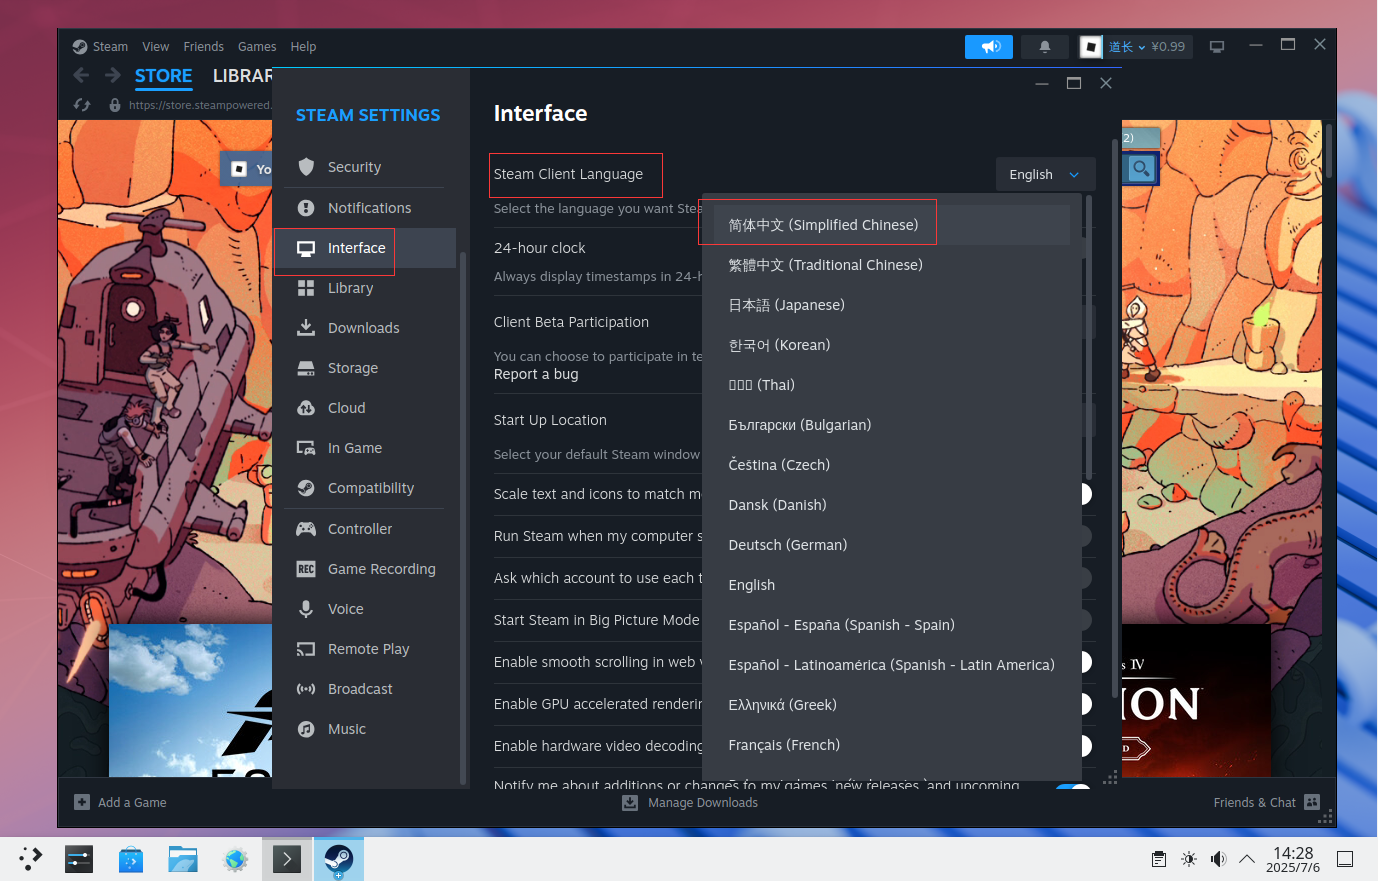 Steam View Friends Games Help
道长 ¥0.99
STORE LIBRAR
https://store.steampowered.
STEAM SETTINGS
Security
Notifications
Interface
Library
Downloads
Storage
Cloud
In Game
Compatibility
Controller
Game Recording
REC
Voice
Remote Play
Broadcast
Music
Interface
Steam Client Language
English
Select the language you want Stea
24-hour clock
Always display timestamps in 24-h
Client Beta Participation
You can choose to participate in te
Report a bug
Start Up Location
Select your default Steam window
Scale text and icons to match m
Run Steam when my computer s
Ask which account to use each t
Start Steam in Big Picture Mode
Enable smooth scrolling in web v
Enable GPU accelerated renderin
Enable hardware video decoding
Notify me about additions or changes to my games, new releases, and upcoming
简体中文 (Simplified Chinese)
繁體中文 (Traditional Chinese)
日本語 (Japanese)
한국어 (Korean)
(Thai)
Български (Bulgarian)
Čeština (Czech)
Dansk (Danish)
Deutsch (German)
English
Español - España (Spanish - Spain)
Español - Latinoamérica (Spanish - Latin America)
Ελληνικά (Greek)
Français (French)
Yo
2)
s IV
ION
D
Add a Game
Manage Downloads
Friends & Chat
14:28
2025/7/6